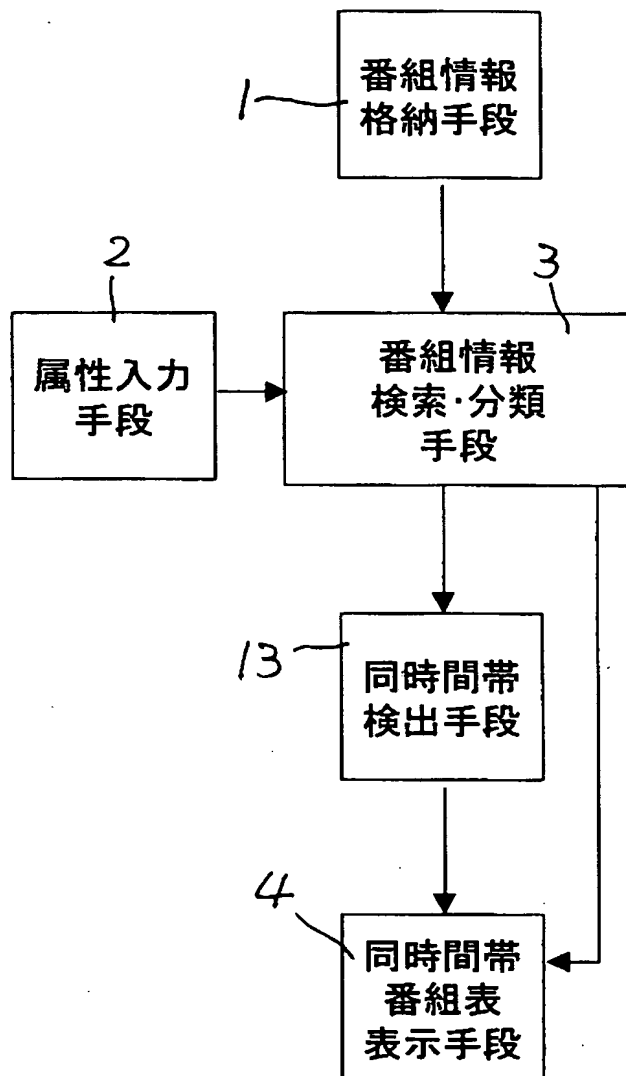 1
番組情報
格納手段
2
属性入力
手段
3
番組情報
検索·分類
手段
13
同時間帯
検出手段
4
同時間帯
番組表
表示手段